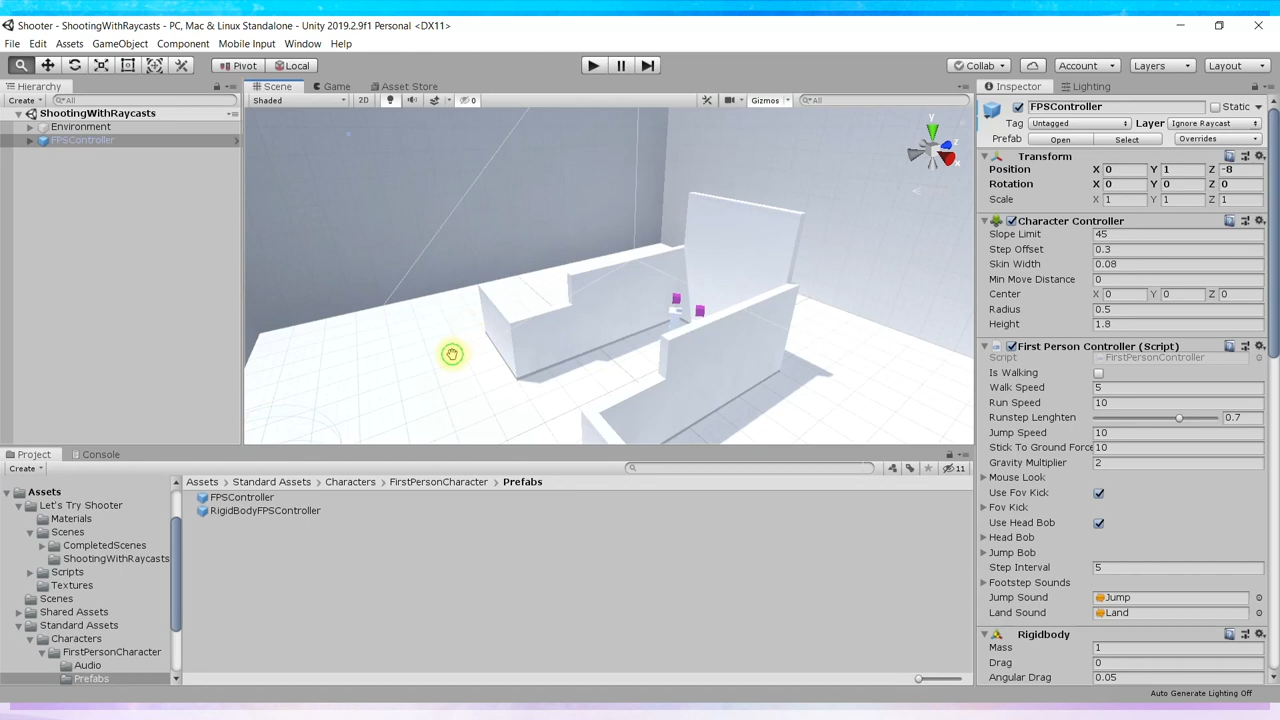 Shooter - ShootingWithRaycasts - PC, Mac & Linux Standalone - Unity 2019.2.9f1 Personal <DX11>
File Edit Assets GameObject Component Mobile Input Window Help
Pivot Local Collab Account Layers Layout
Hierarchy Scene Game Asset Store Inspector Lighting
Create All Shaded 2D 0 Gizmos All FPSController Static
ShootingWithRaycasts
Environment
FPSController
Tag Untagged Layer Ignore Raycast
Prefab Open Select Overrides
y
z
x
Transform
Position X 0 Y 1 Z -8
Rotation X 0 Y 0 Z 0
Scale X 1 Y 1 Z 1
Character Controller
Slope Limit 45
Step Offset 0.3
Skin Width 0.08
Min Move Distance 0
Center X 0 Y 0 Z 0
Radius 0.5
Height 1.8
First Person Controller (Script)
Script FirstPersonController
Is Walking
Walk Speed 5
Run Speed 10
Runstep Lenghten 0.7
Jump Speed 10
Stick To Ground Force 10
Gravity Multiplier 2
Mouse Look
Use Fov Kick
Fov Kick
Use Head Bob
Head Bob
Jump Bob
Step Interval 5
Footstep Sounds
Jump Sound Jump
Land Sound Land
Rigidbody
Mass 1
Drag 0
Angular Drag 0.05
Project Console
Create 11
Assets
Let's Try Shooter
Materials
Scenes
CompletedScenes
ShootingWithRaycasts
Scripts
Textures
Scenes
Shared Assets
Standard Assets
Characters
FirstPersonCharacter
Audio
Prefabs
Assets Standard Assets Characters FirstPersonCharacter Prefabs
FPSController
RigidBodyFPSController
Auto Generate Lighting Off